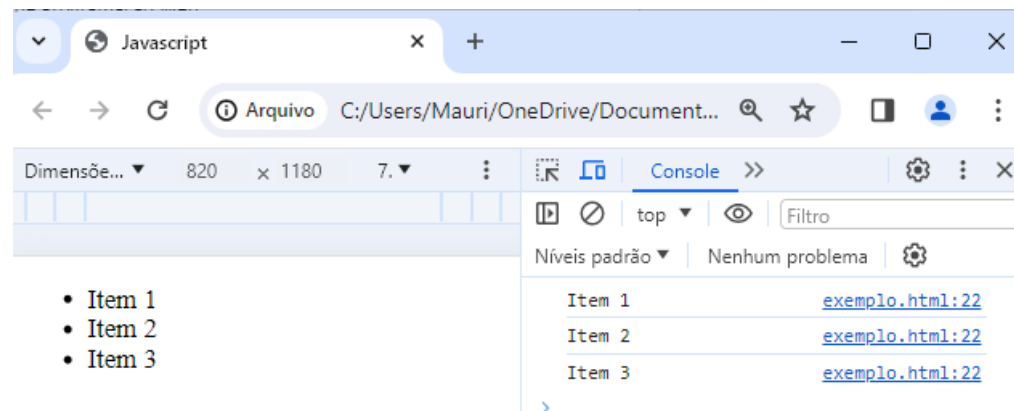 Javascript
Arquivo C:/Users/Mauri/OneDrive/Document...
Dimensõe... 820 × 1180 7.
Console
top Filtro
Níveis padrão Nenhum problema
• Item 1
• Item 2
• Item 3
Item 1 exemplo.html:22
Item 2 exemplo.html:22
Item 3 exemplo.html:22